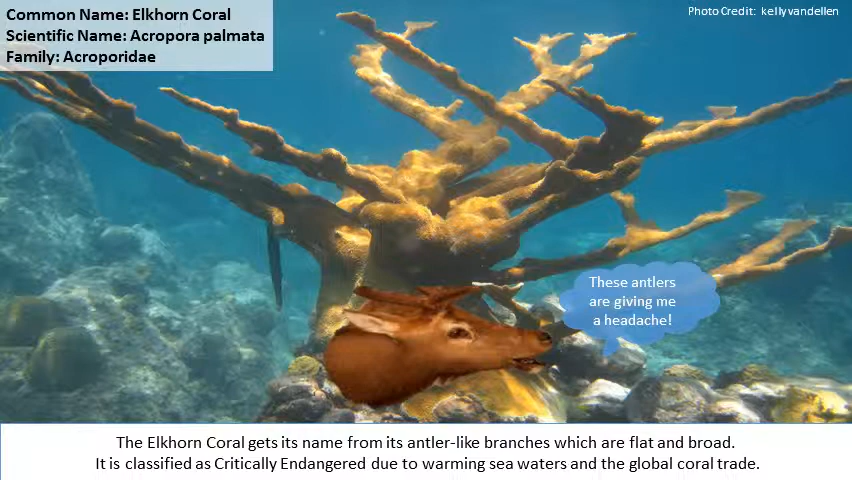 Common Name: Elkhorn Coral
Scientific Name: Acropora palmata
Family: Acroporidae
Photo Credit: kellyvandellen
These antlers
are giving me
a headache!
The Elkhorn Coral gets its name from its antler-like branches which are flat and broad.
It is classified as Critically Endangered due to warming sea waters and the global coral trade.